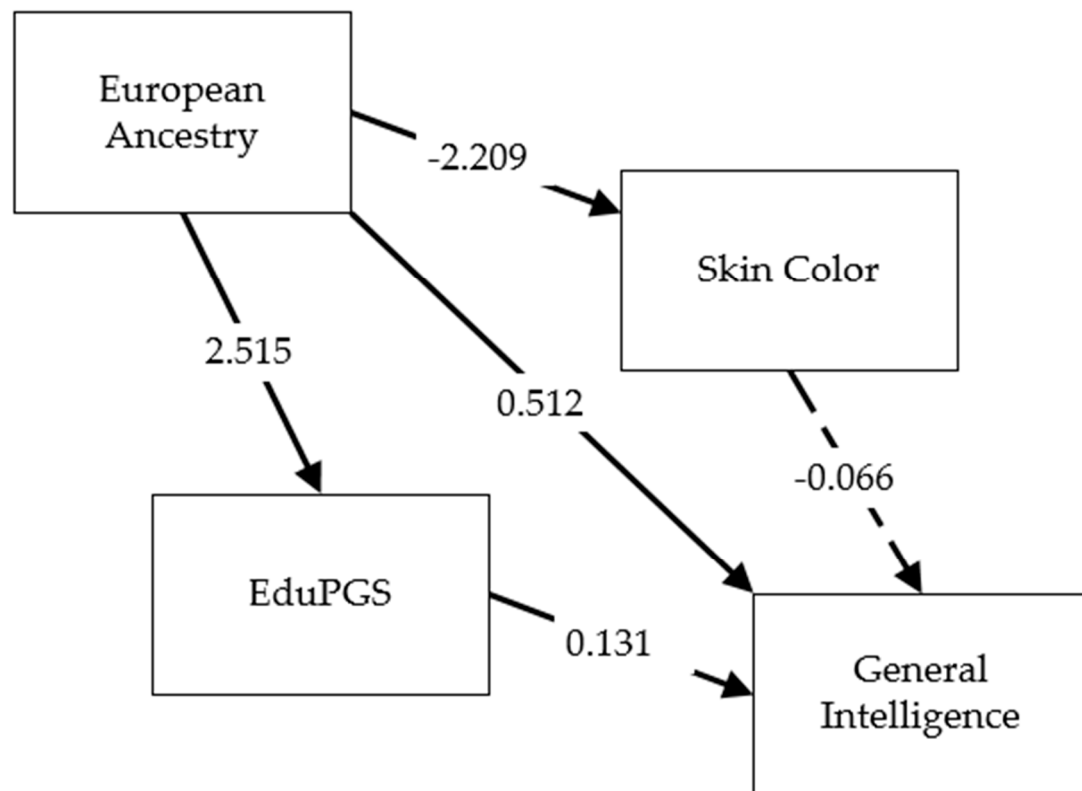 European
Ancestry
-2.209
Skin Color
2.515
0.512
-0.066
EduPGS
0.131
General
Intelligence